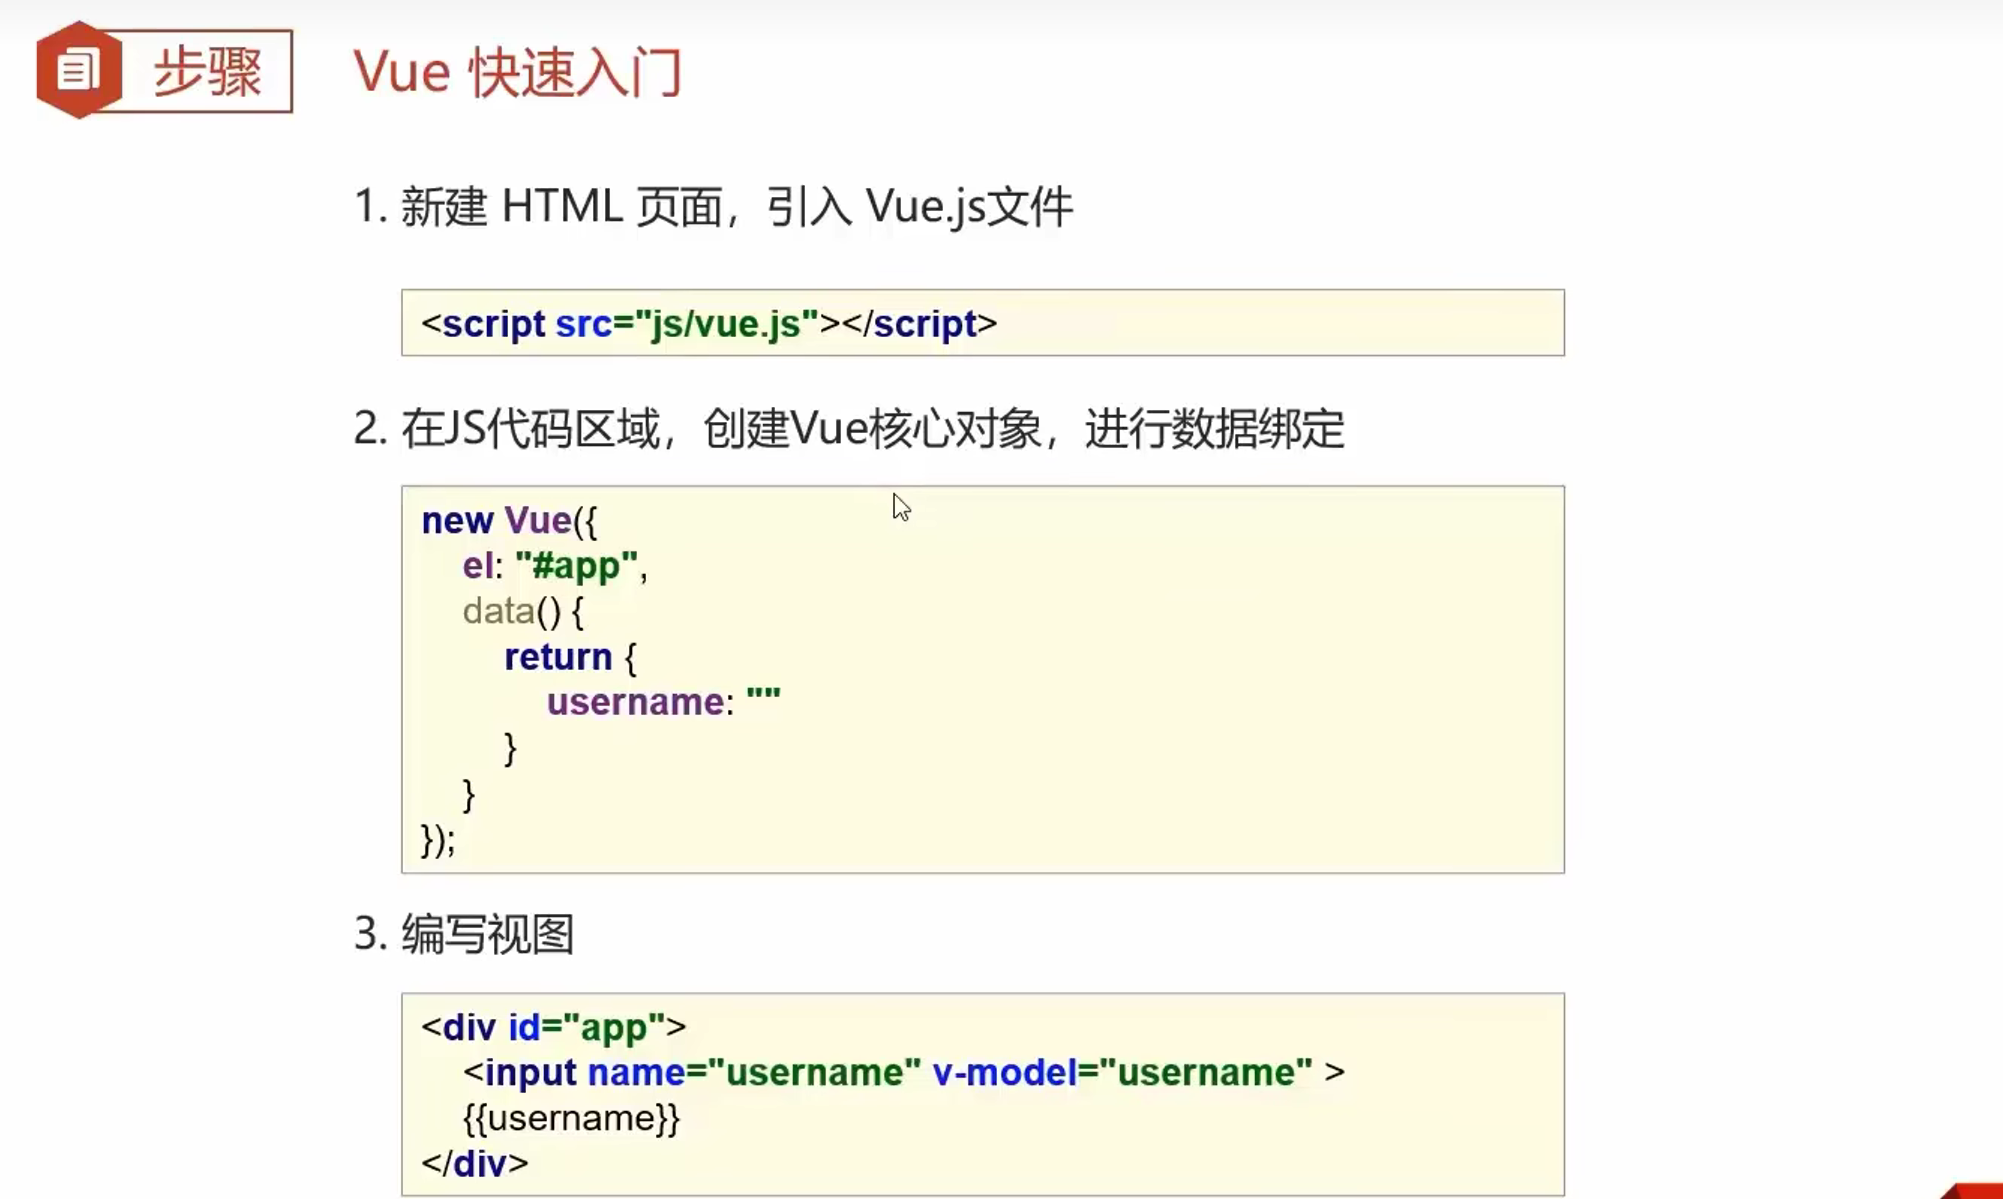 步骤
Vue 快速入门
1. 新建 HTML 页面，引入 Vue.js文件
<script src="js/vue.js"></script>
2. 在JS代码区域，创建Vue核心对象，进行数据绑定
new Vue({
el: "#app",
data() {
return {
username: ""
}
}
});
3. 编写视图
<div id="app">
<input name="username" v-model="username" >
{{username}}
</div>